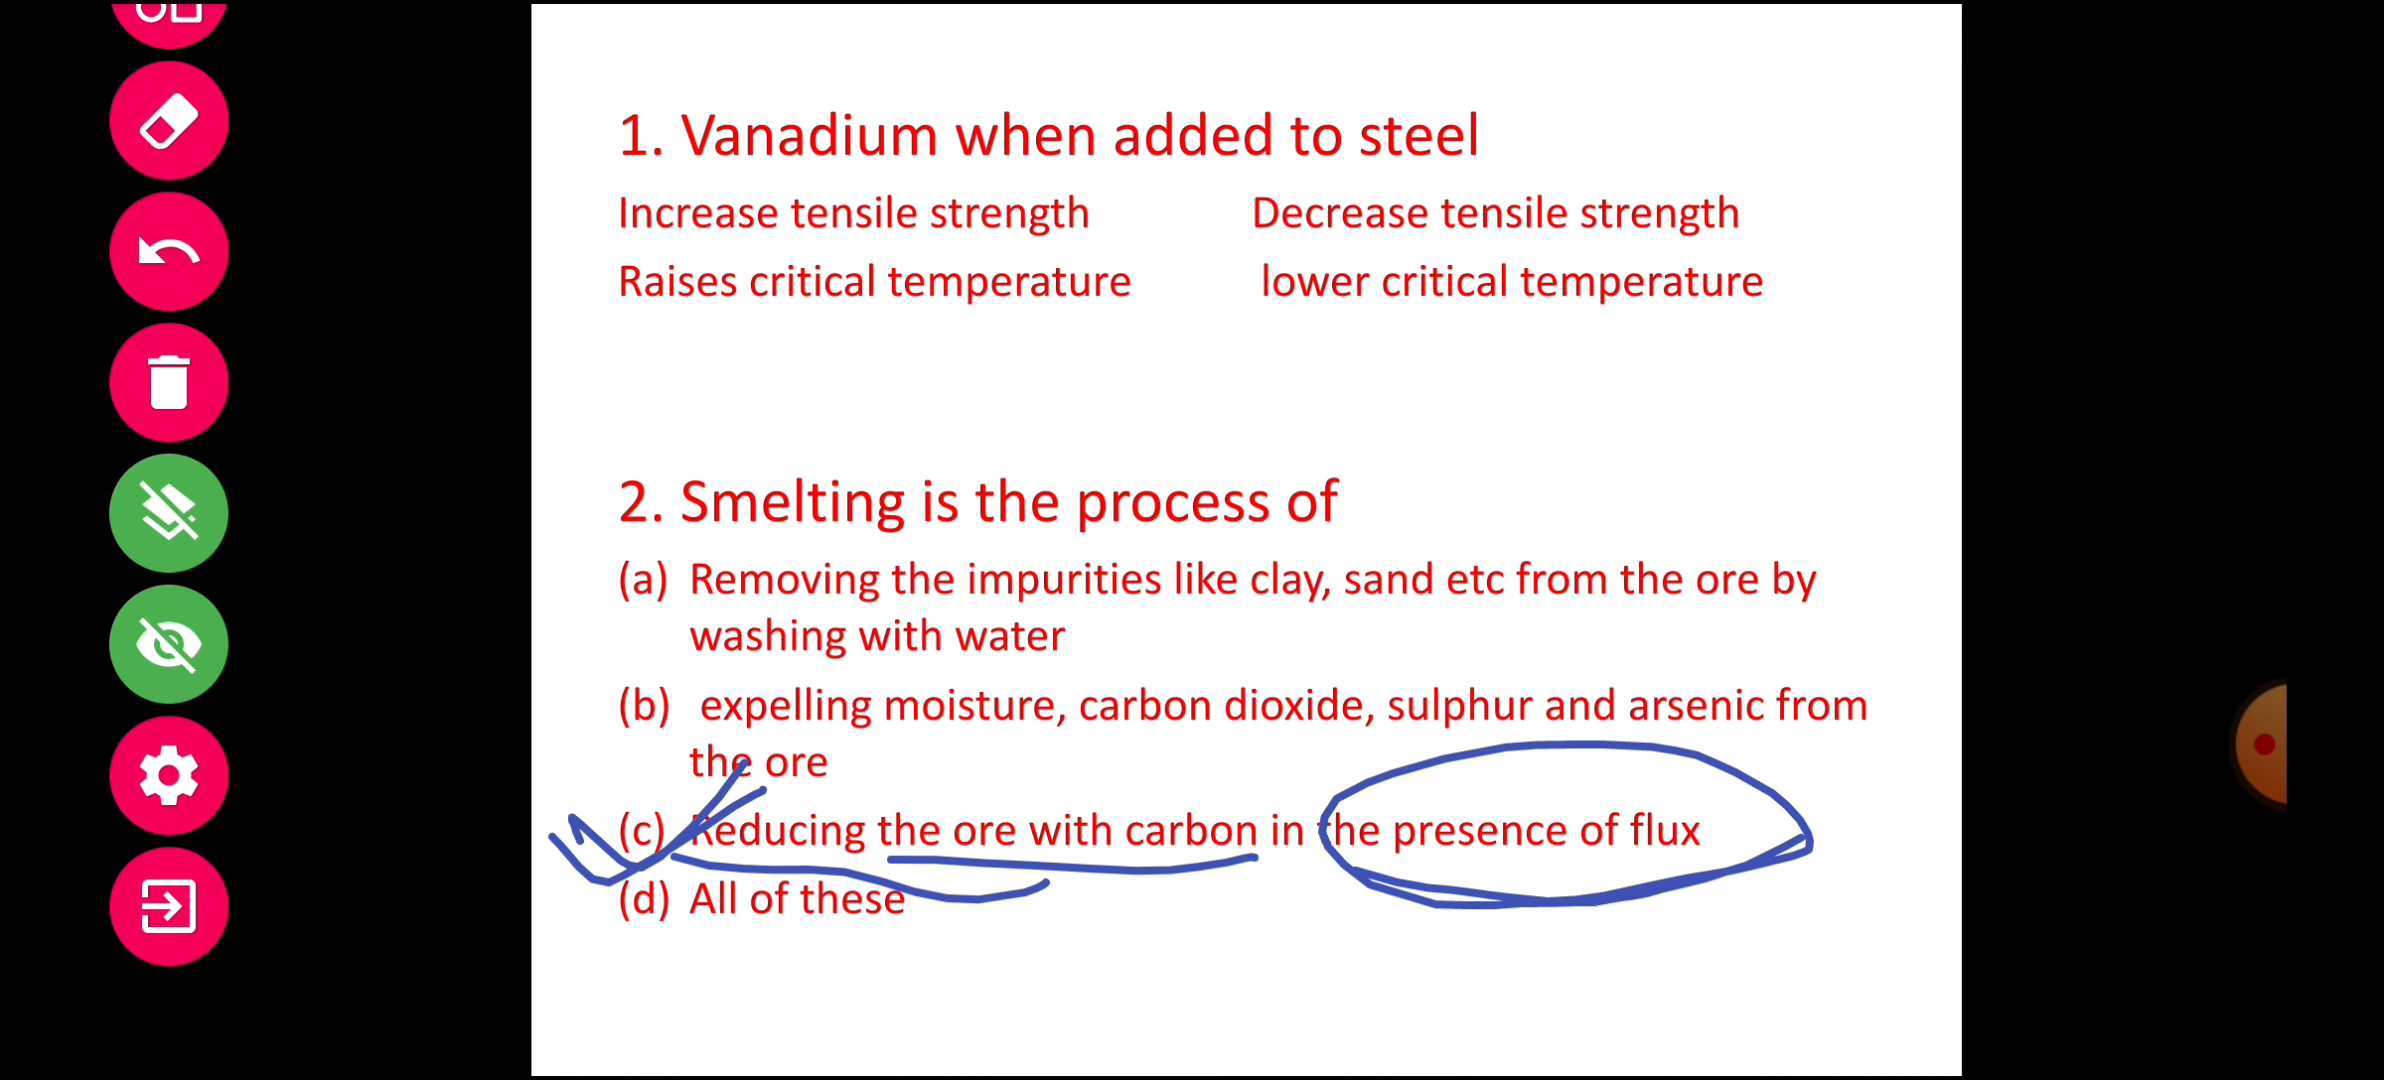 1. Vanadium when added to steel
Increase tensile strength Decrease tensile strength
Raises critical temperature lower critical temperature
2. Smelting is the process of
(a) Removing the impurities like clay, sand etc from the ore by
washing with water
(b) expelling moisture, carbon dioxide, sulphur and arsenic from
the ore
(c) Reducing the ore with carbon in the presence of flux
(d) All of these